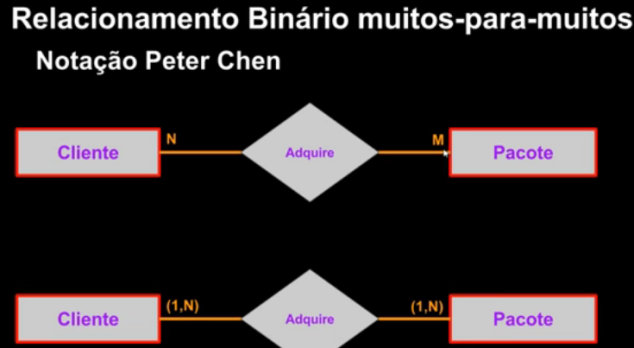 Relacionamento Binário muitos-para-muitos
Notação Peter Chen
Cliente N Adquire M Pacote
Cliente (1,N) Adquire (1,N) Pacote